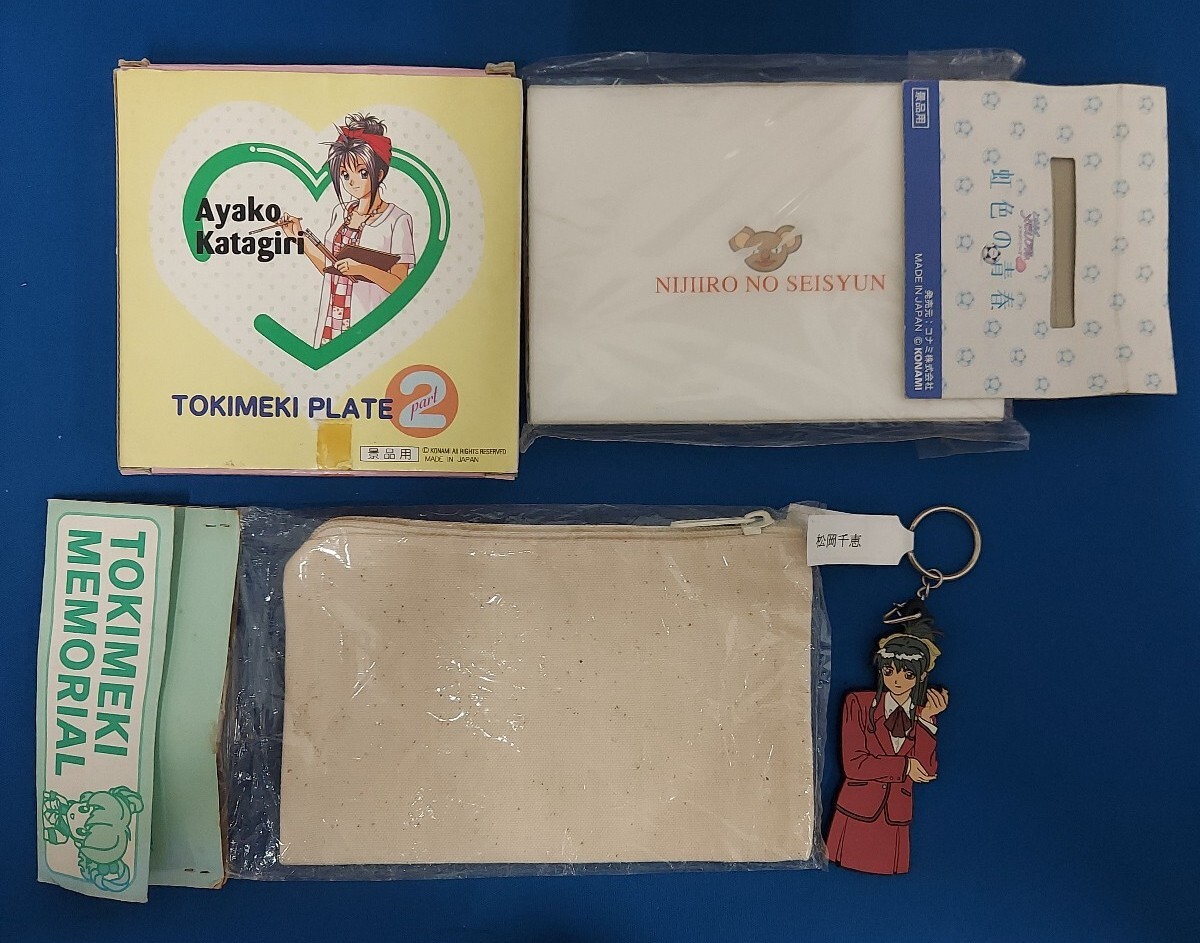 Ayako
Katagiri
TOKIMEKI PLATE
2
part
景品用
© KONAMI All RIGHTS RESERVED
MADE IN JAPAN
NIJIIRO NO SEISYUN
景品用
虹色の青春
発売元:コナミ株式会社
MADE IN JAPAN © KONAMI
TOKIMEKI
MEMORIAL
松岡千恵